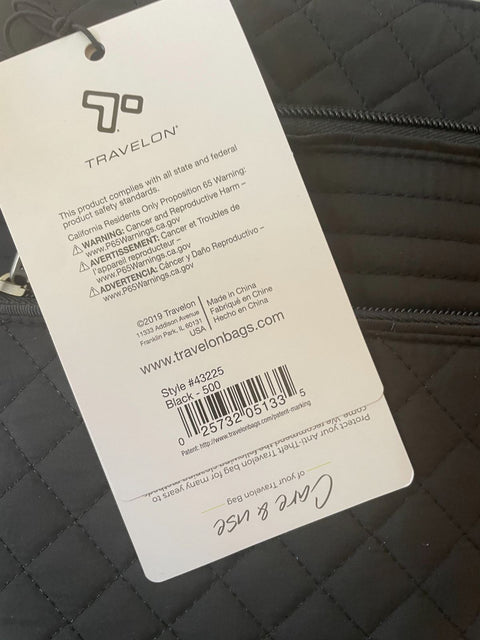 TRAVELON®
This product complies with all state and federal
product safety standards.
California Residents Only Proposition 65 Warning:
⚠WARNING: Cancer and Reproductive Harm –
www.P65Warnings.ca.gov
⚠AVERTISSEMENT: Cancer et Troubles de
l'appareil reproducteur –
www.P65Warnings.ca.gov
⚠ADVERTENCIA: Cáncer y Daño Reproductivo –
www.P65Warnings.ca.gov
©2019 Travelon
11333 Addison Avenue
Franklin Park, IL 60131
USA
Made in China
Fabriqué en Chine
Hecho en China
www.travelonbags.com
Style #43225
Black - 500
0 25732 05133 5
Patent: http://www.travelonbags.com/patent-marking
Care & use
of your Travelon Bag
Protect your Anti-Theft Travelon bag for many years to
come. We recommend